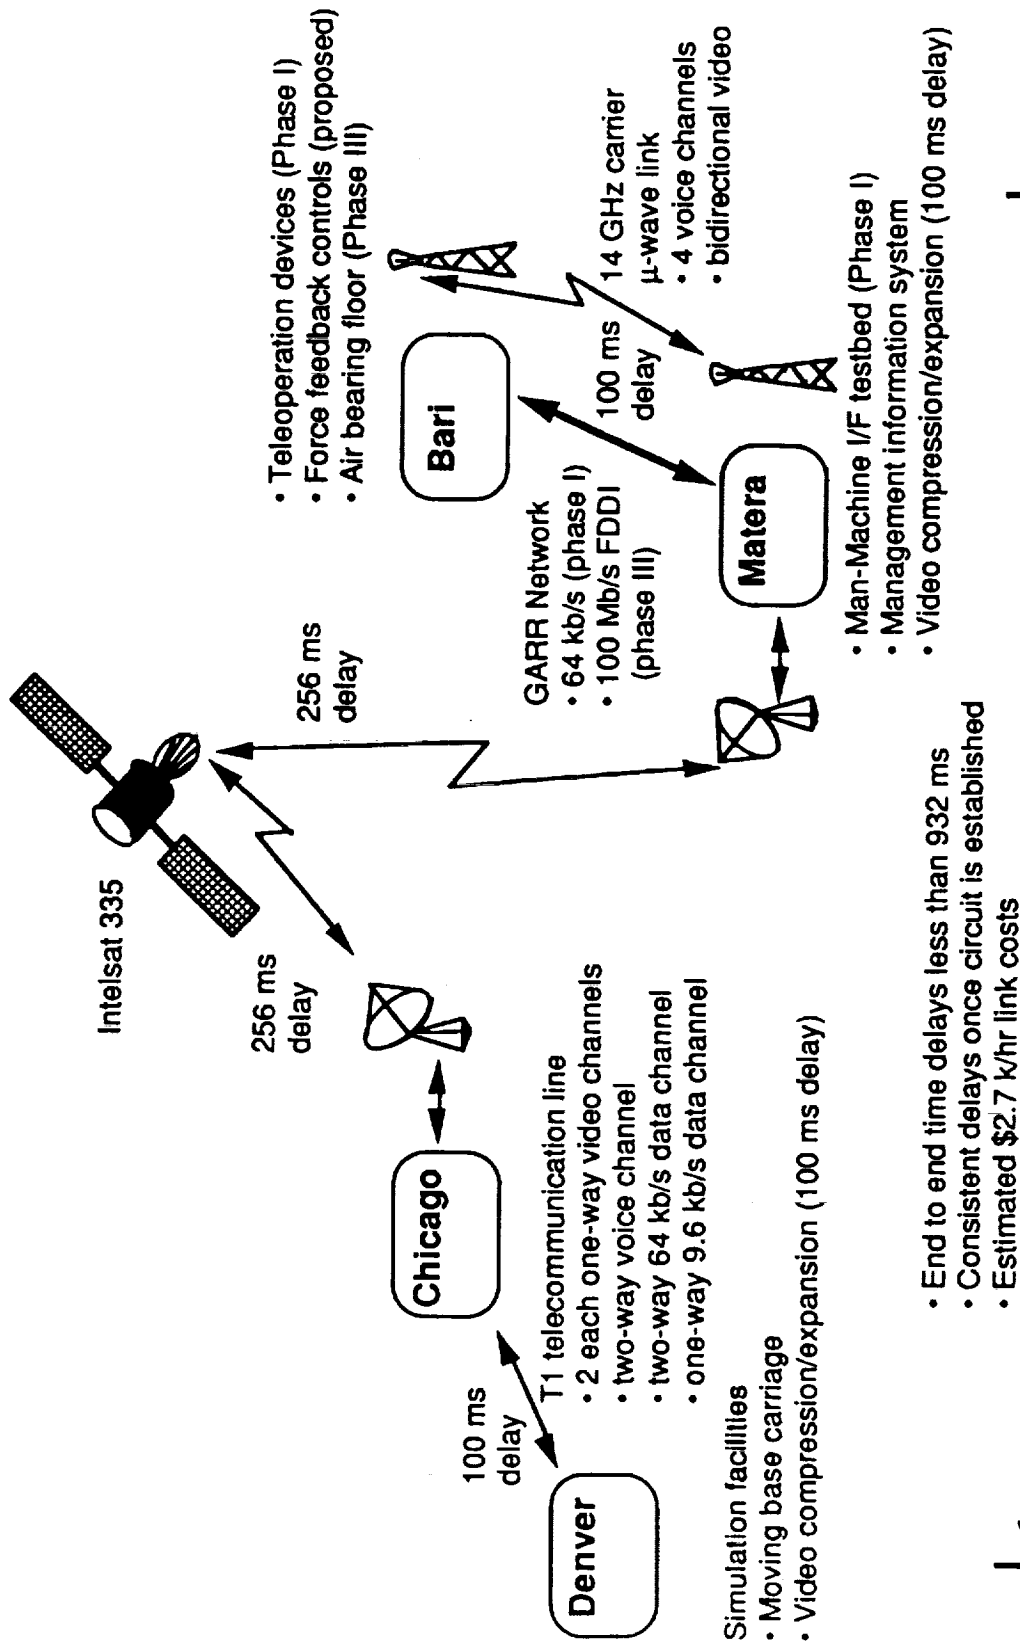 Intelsat 335
256 ms
delay
256 ms
delay
• Teleoperation devices (Phase I)
• Force feedback controls (proposed)
• Air bearing floor (Phase III)
Bari
14 GHz carrier
μ-wave link
• 4 voice channels
• bidirectional video
100 ms
delay
GARR Network
• 64 kb/s (phase I)
• 100 Mb/s FDDI
(phase III)
Matera
• Man-Machine I/F testbed (Phase I)
• Management information system
• Video compression/expansion (100 ms delay)
Chicago
T1 telecommunication line
• 2 each one-way video channels
• two-way voice channel
• two-way 64 kb/s data channel
• one-way 9.6 kb/s data channel
100 ms
delay
Denver
Simulation facilities
• Moving base carriage
• Video compression/expansion (100 ms delay)
• End to end time delays less than 932 ms
• Consistent delays once circuit is established
• Estimated $2.7 k/hr link costs